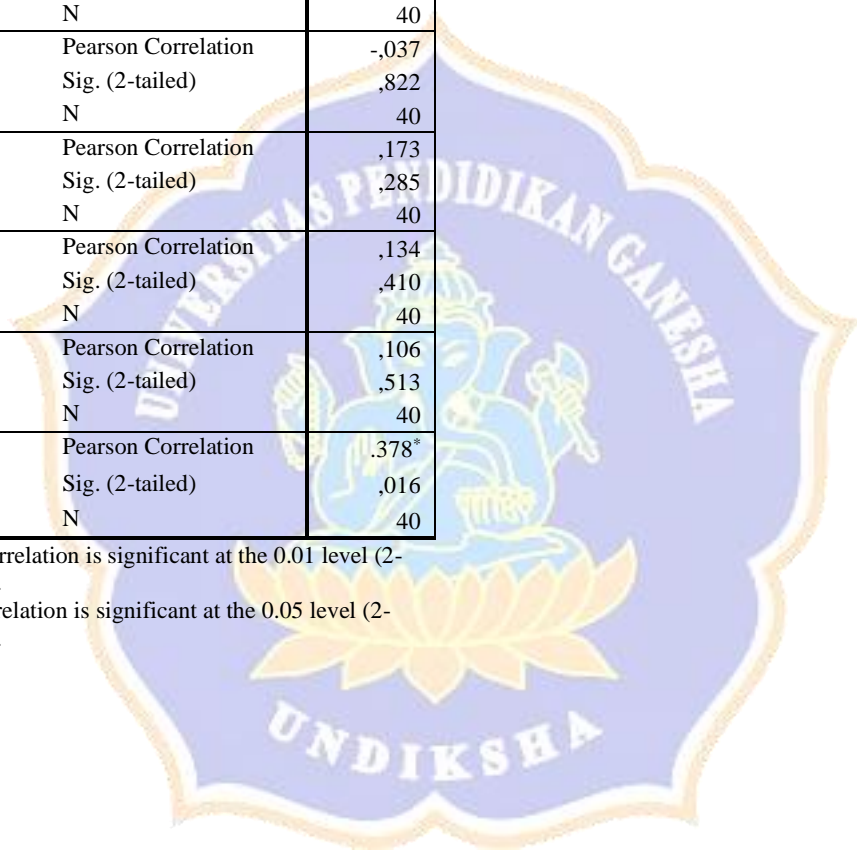 N 40
Pearson Correlation -,037
Sig. (2-tailed) ,822
N 40
Pearson Correlation ,173
Sig. (2-tailed) ,285
N 40
Pearson Correlation ,134
Sig. (2-tailed) ,410
N 40
Pearson Correlation ,106
Sig. (2-tailed) ,513
N 40
Pearson Correlation .378*
Sig. (2-tailed) ,016
N 40
rrelation is significant at the 0.01 level (2-
.
relation is significant at the 0.05 level (2-
.
UNIVERSITAS PENDIDIKAN GANESHA
UNDIKSHA